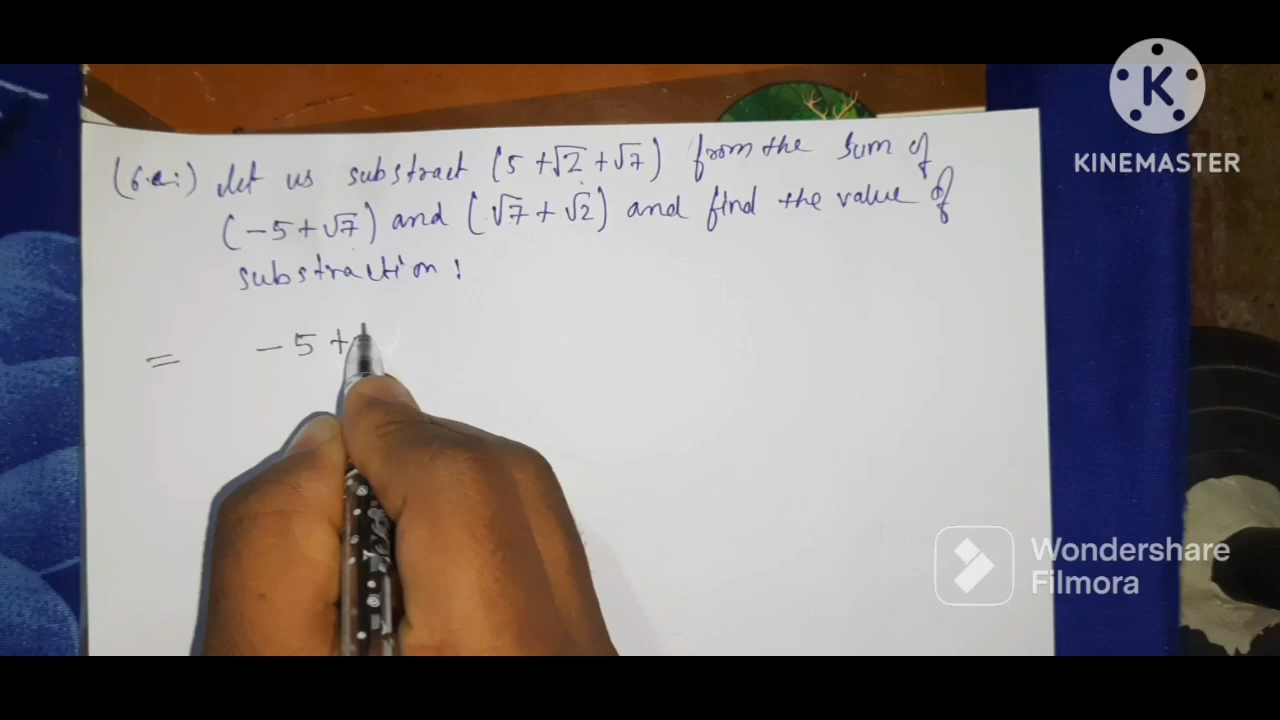 (6.a:) Let us substract (5 + √2 + √7) from the sum of
(-5 + √7) and (√7 + √2) and find the value of
substraction:
= -5 +
K
KINEMASTER
Wondershare
Filmora